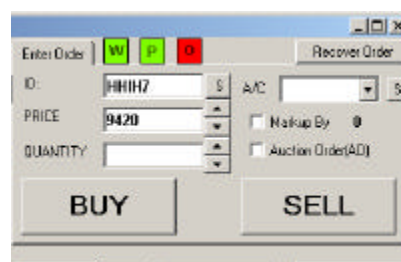 Enter Order W P O Recover Order
ID: HHIH7 S A/C S
PRICE 9420 Markup By 0
QUANTITY Auction Order(AO)
BUY SELL